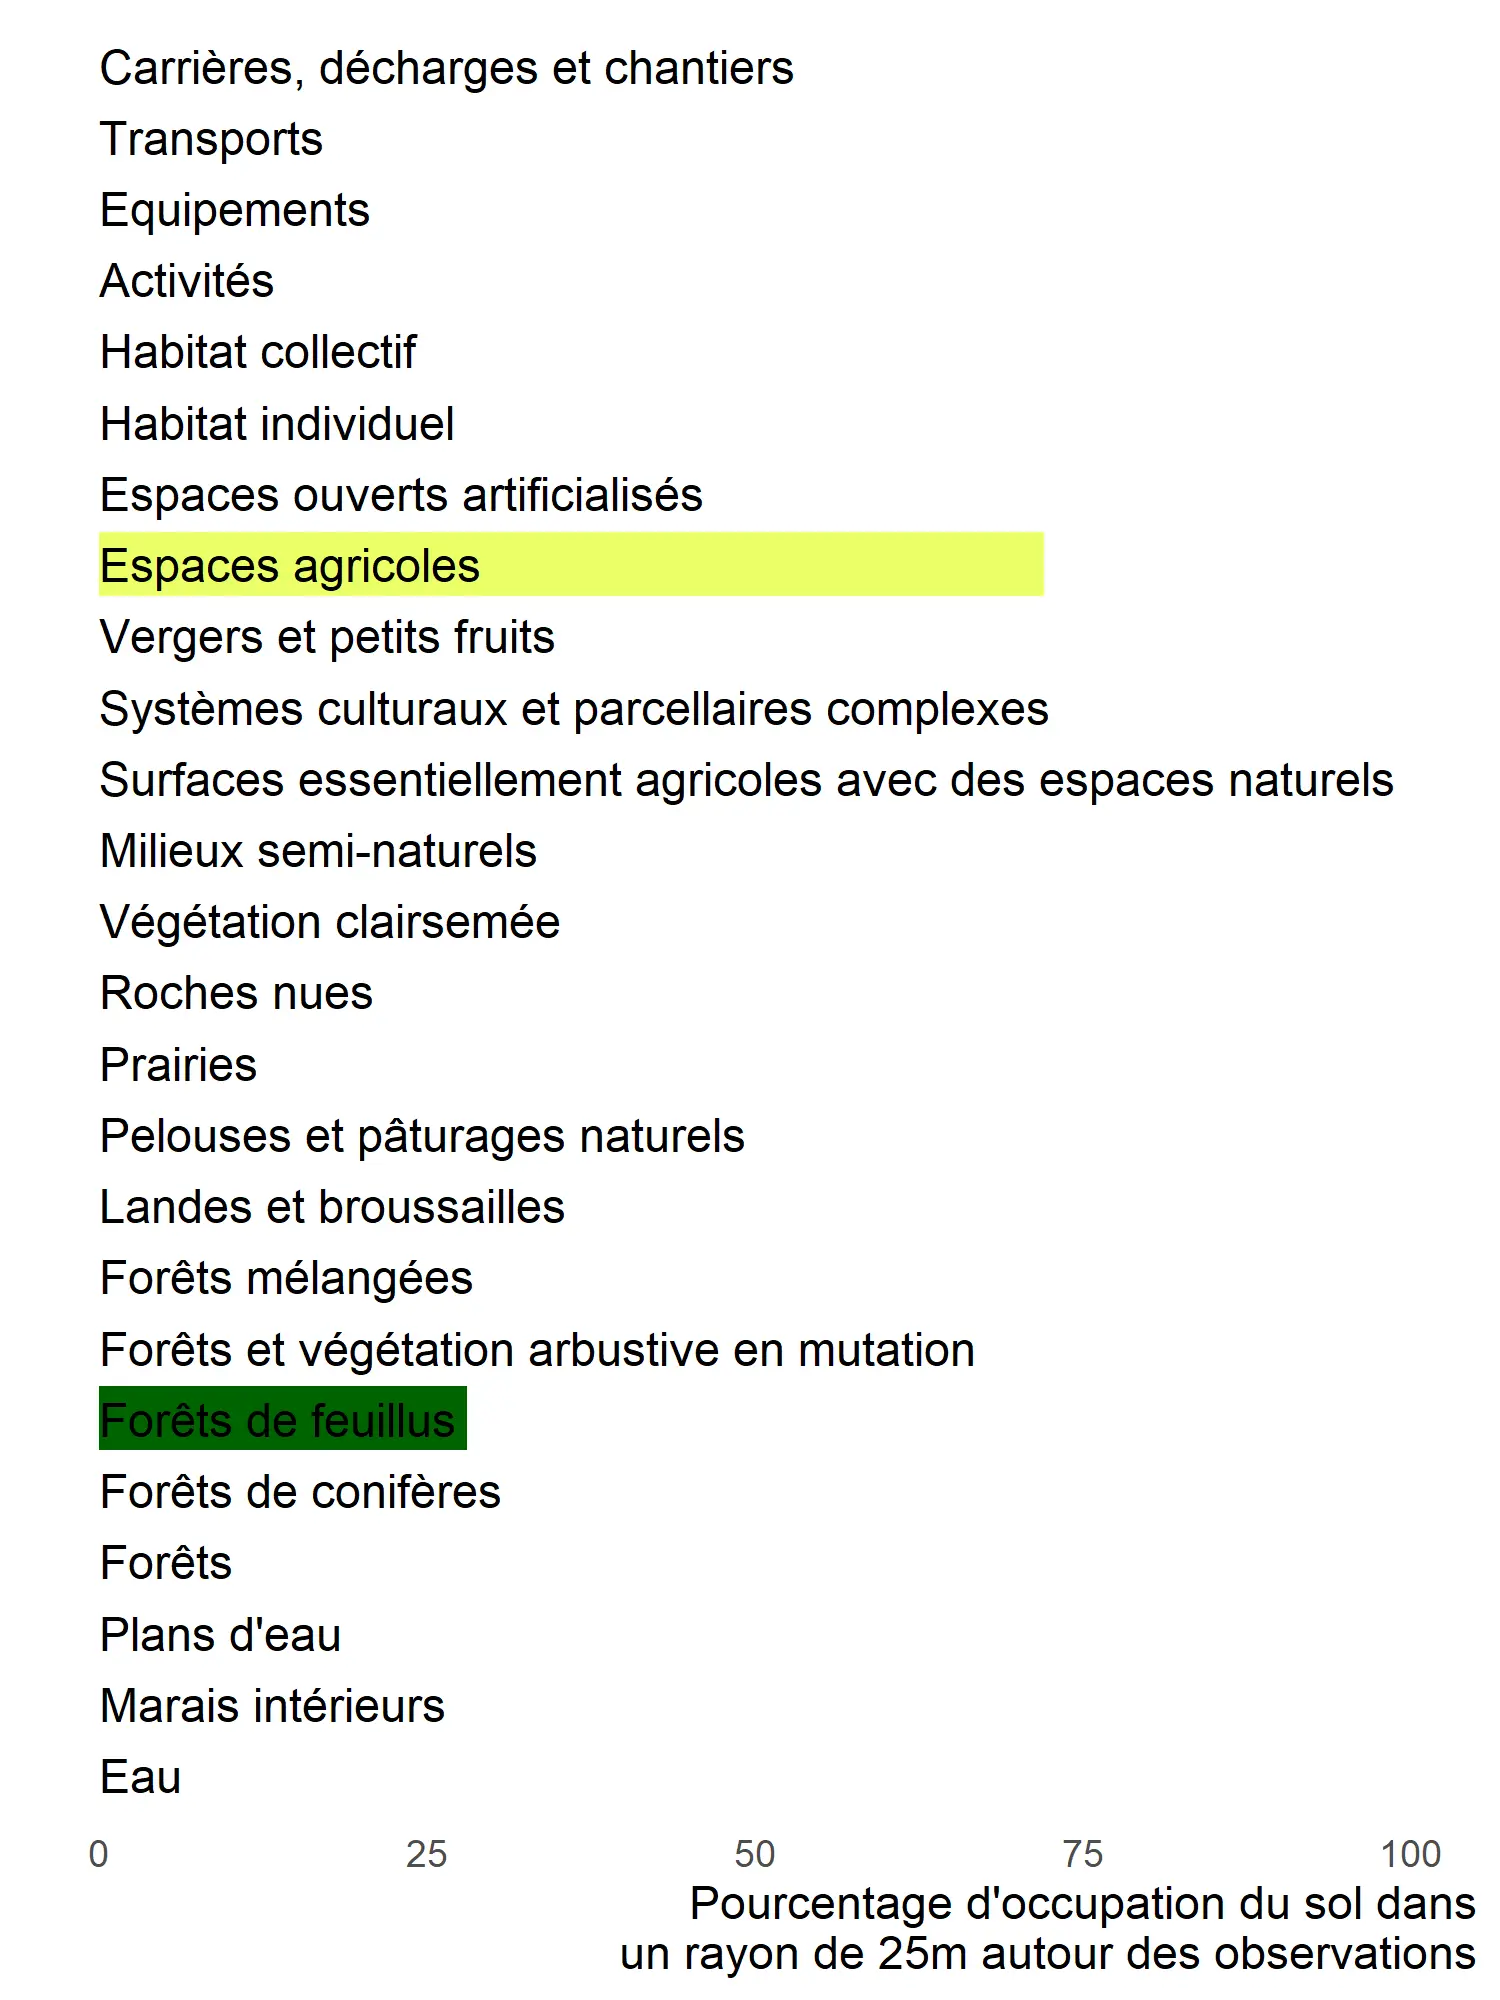 Carrières, décharges et chantiers
Transports
Equipements
Activités
Habitat collectif
Habitat individuel
Espaces ouverts artificialisés
Espaces agricoles
Vergers et petits fruits
Systèmes culturaux et parcellaires complexes
Surfaces essentiellement agricoles avec des espaces naturels
Milieux semi-naturels
Végétation clairsemée
Roches nues
Prairies
Pelouses et pâturages naturels
Landes et broussailles
Forêts mélangées
Forêts et végétation arbustive en mutation
Forêts de feuillus
Forêts de conifères
Forêts
Plans d'eau
Marais intérieurs
Eau
0 25 50 75 100
Pourcentage d'occupation du sol dans
un rayon de 25m autour des observations